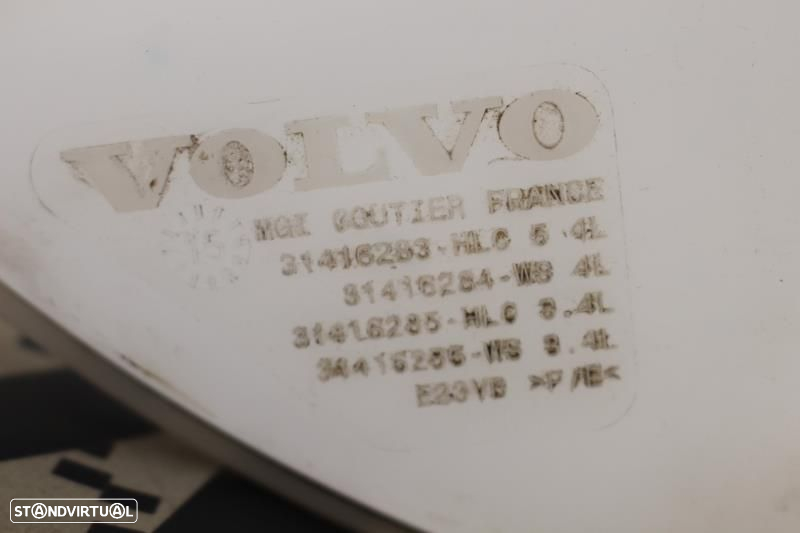 VOLVO
15
MGI COUTIER FRANCE
31416283-HLC 5.4L
31416284-WS 4L
31416285-HLC 8.4L
31416286-WS 8.4L
>P/E<
STANDVIRTUAL